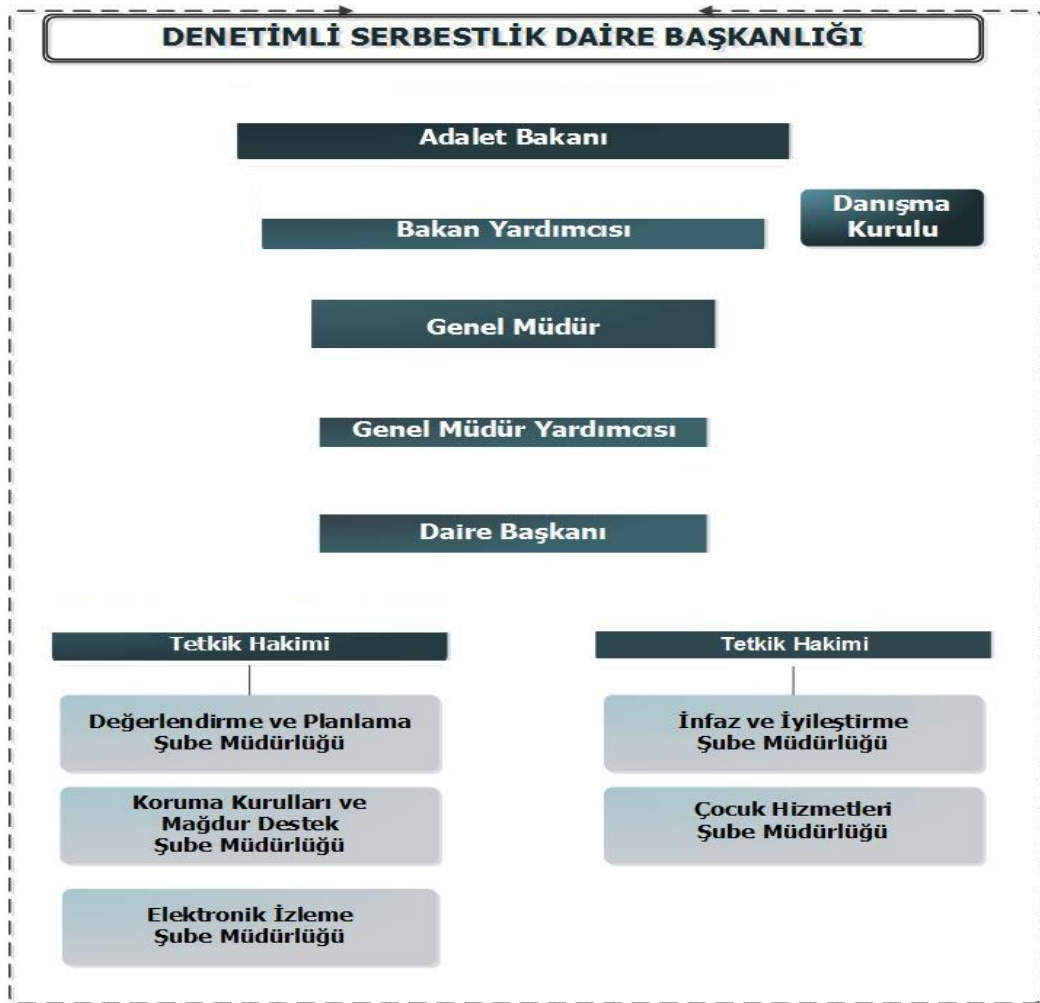 DENETİMLİ SERBESTLİK DAİRE BAŞKANLIĞI
Adalet Bakanı
Danışma
Kurulu
Bakan Yardımcısı
Genel Müdür
Genel Müdür Yardımcısı
Daire Başkanı
Tetkik Hakimi
Değerlendirme ve Planlama
Şube Müdürlüğü
Koruma Kurulları ve
Mağdur Destek
Şube Müdürlüğü
Elektronik İzleme
Şube Müdürlüğü
Tetkik Hakimi
İnfaz ve İyileştirme
Şube Müdürlüğü
Çocuk Hizmetleri
Şube Müdürlüğü